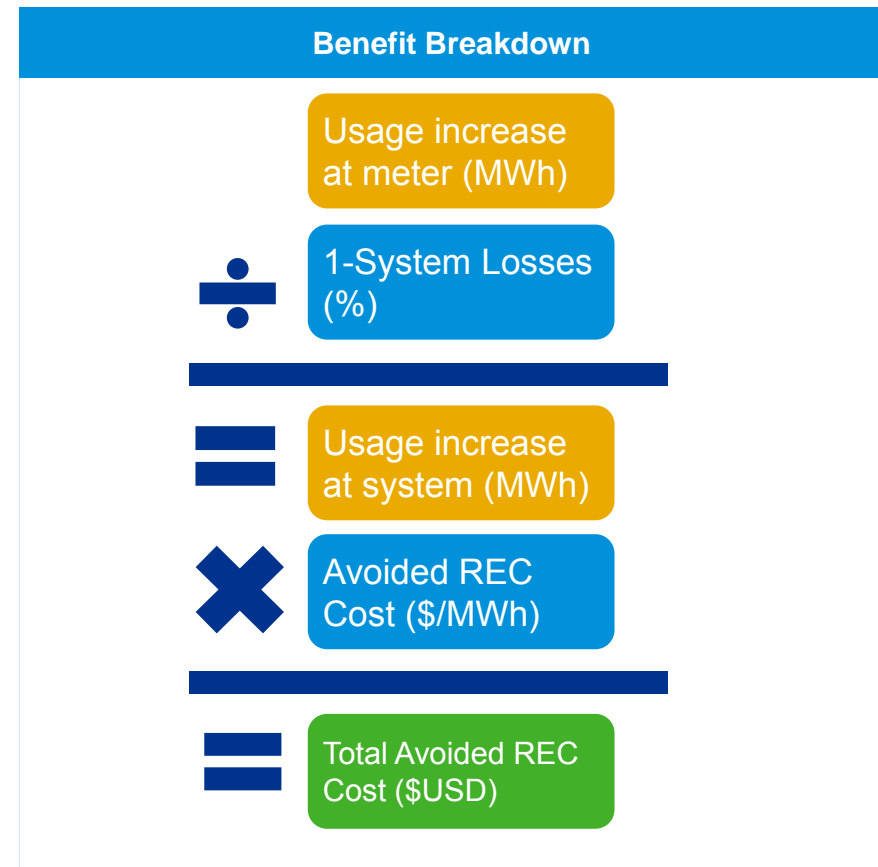 Benefit Breakdown
Usage increase
at meter (MWh)
1-System Losses
(%)
Usage increase
at system (MWh)
Avoided REC
Cost ($/MWh)
Total Avoided REC
Cost ($USD)